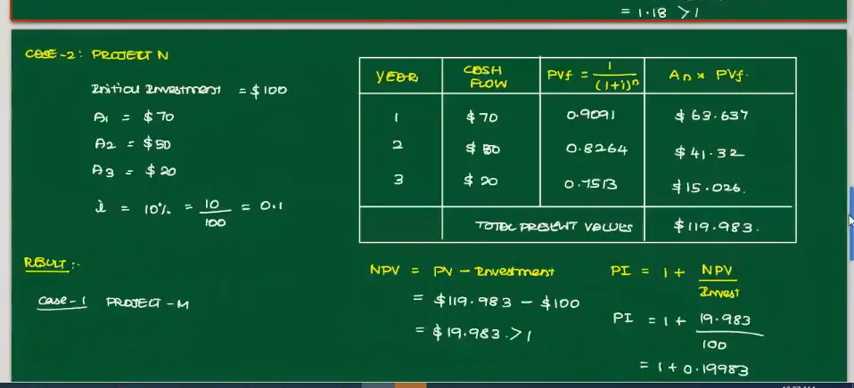 = 1.18 > 1
CASE-2: PROJECT N
Initial Investment = $100
A1 = $70
A2 = $50
A3 = $20
i = 10% = 10/100 = 0.1
YEAR CASH FLOW PVf = 1/(1+i)^n An × PVf.
1 $70 0.9091 $63.637
2 $50 0.8264 $41.32
3 $20 0.7513 $15.026.
TOTAL PRESENT VALUES $119.983.
RESULT:-
Case-1 PROJECT-M
NPV = PV - Investment
= $119.983 - $100
= $19.983 > 1
PI = 1 + NPV/Invest
PI = 1 + 19.983/100
= 1 + 0.19983